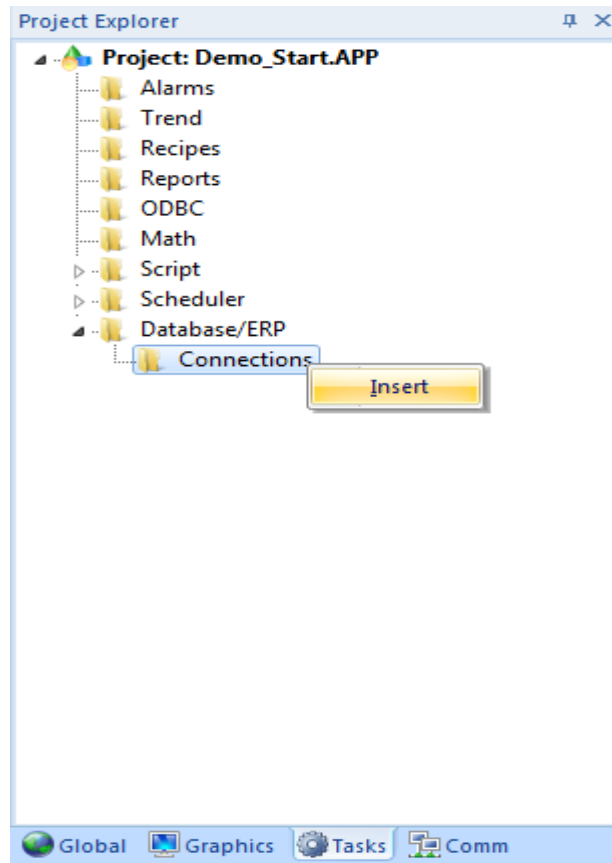 Project Explorer
Project: Demo_Start.APP
Alarms
Trend
Recipes
Reports
ODBC
Math
Script
Scheduler
Database/ERP
Connections
Insert
Global Graphics Tasks Comm